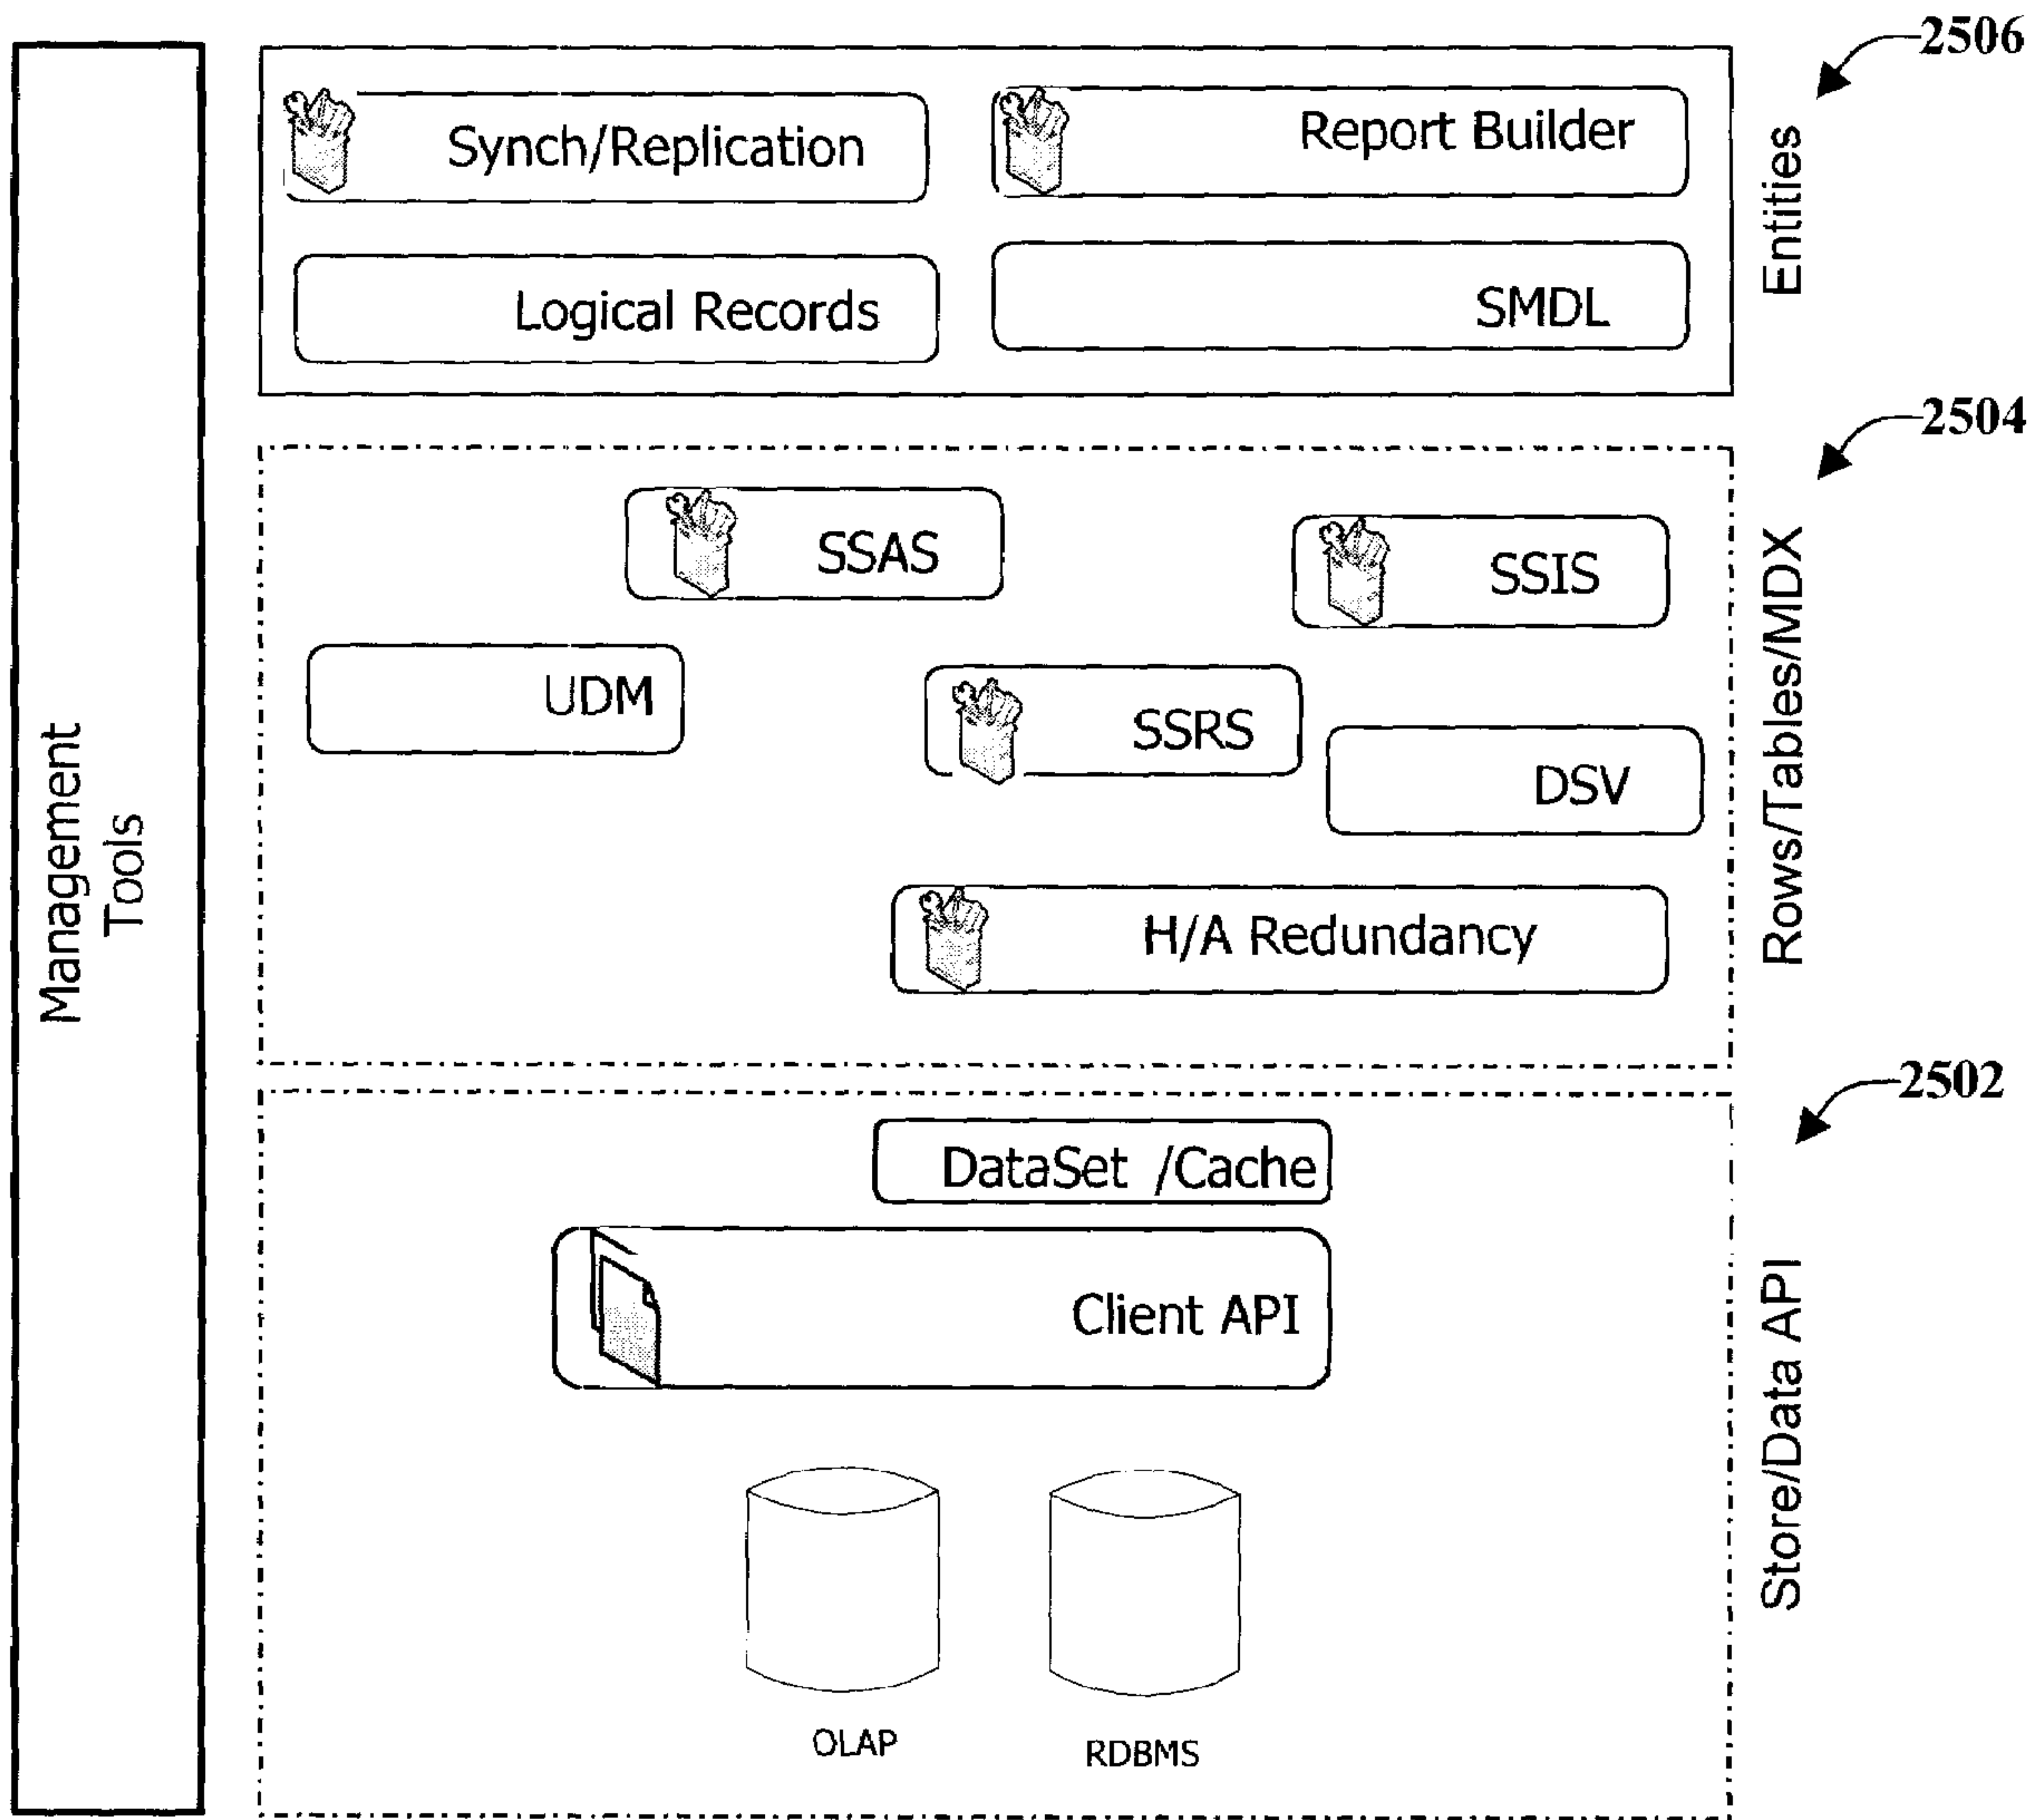 2506
Synch/Replication
Report Builder
Logical Records
SMDL
Entities
2504
SSAS
SSIS
UDM
SSRS
DSV
H/A Redundancy
Rows/Tables/MDX
Management
Tools
2502
DataSet /Cache
Client API
Store/Data API
OLAP
RDBMS